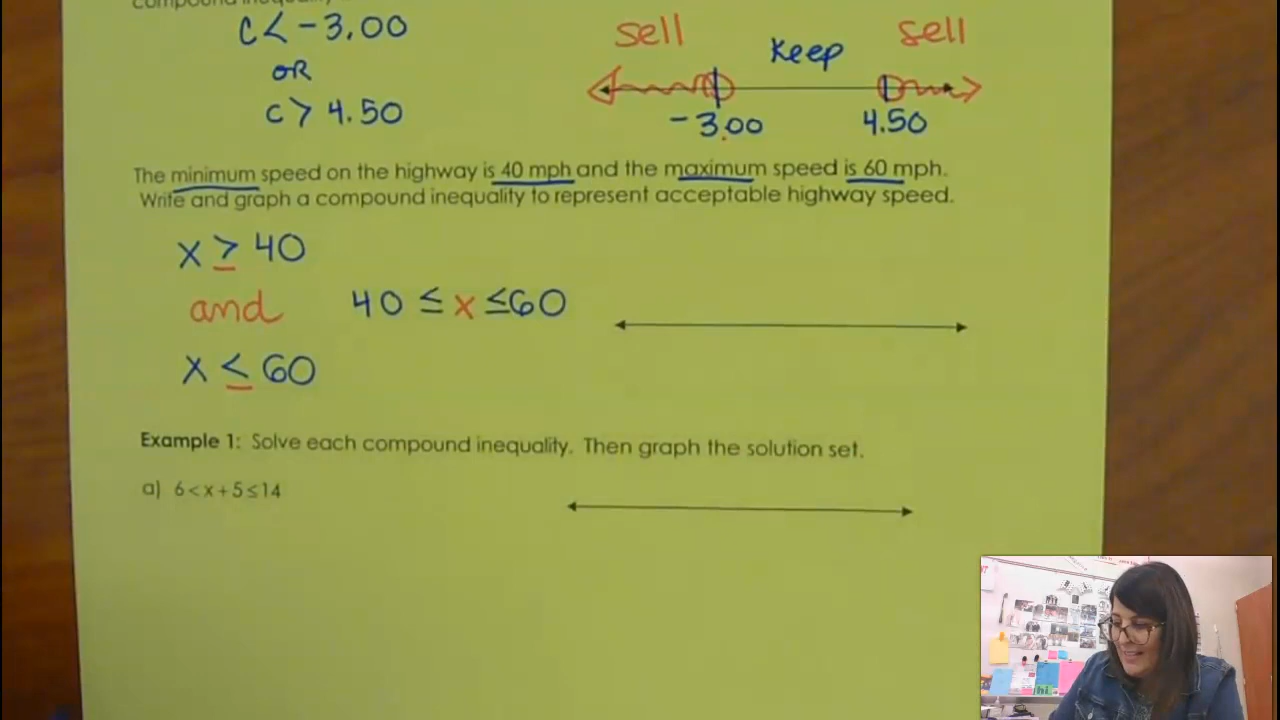 compound inequality
c < -3.00
OR
c > 4.50
sell
Keep
sell
-3.00
4.50
The minimum speed on the highway is 40 mph and the maximum speed is 60 mph.
Write and graph a compound inequality to represent acceptable highway speed.
x ≥ 40
and
x ≤ 60
40 ≤ x ≤ 60
Example 1: Solve each compound inequality. Then graph the solution set.
a) 6 < x + 5 ≤ 14
hi